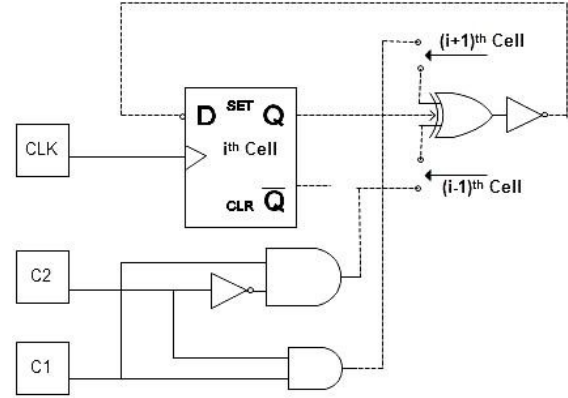 (i+1)th Cell
D SET Q
CLK
ith Cell
(i-1)th Cell
CLR Q
C2
C1